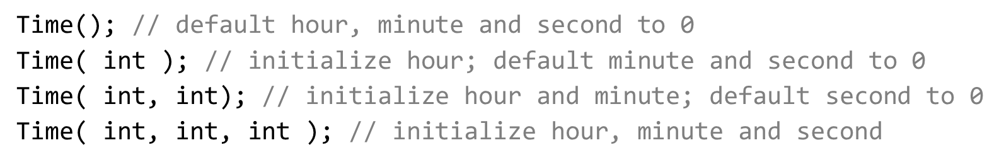 Time(); // default hour, minute and second to 0
Time( int ); // initialize hour; default minute and second to 0
Time( int, int); // initialize hour and minute; default second to 0
Time( int, int, int ); // initialize hour, minute and second